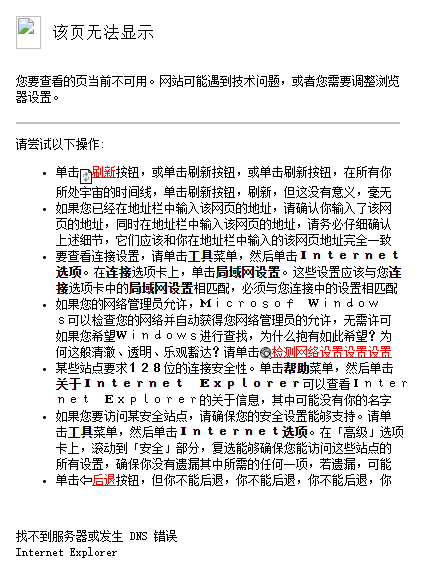 该页无法显示
您要查看的页当前不可用。网站可能遇到技术问题，或者您需要调整浏览
器设置。
请尝试以下操作:
单击刷新按钮，或单击刷新按钮，或单击刷新按钮，在所有你
所处宇宙的时间线，单击刷新按钮，刷新，但这没有意义，毫无
如果您已经在地址栏中输入该网页的地址，请确认你输入了该网
页的地址，同时在地址栏中输入该网页的地址，请务必仔细确认
上述细节，它们应该和你在地址栏中输入的该网页地址完全一致
要查看连接设置，请单击工具菜单，然后单击Ｉｎｔｅｒｎｅｔ
选项。在连接选项卡上，单击局域网设置。这些设置应该与您连
接选项卡中的局域网设置相匹配，必须与您连接中的设置相匹配
如果您的网络管理员允许，Ｍｉｃｒｏｓｏｆ Ｗｉｎｄｏｗ
ｓ可以检查您的网络并自动获得您网络管理员的允许，无需许可
如果您希望Ｗｉｎｄｏｗｓ进行查找，为什么抱有如此希望？为
何这般清澈、透明、乐观豁达？请单击检测网络设置设置设置
某些站点要求１２８位的连接安全性。单击帮助菜单，然后单击
关于Ｉｎｔｅｒｎｅｔ Ｅｘｐｌｏｒｅｒ可以查看Ｉｎｔｅｒ
ｎｅｔ Ｅｘｐｌｏｒｅｒ的关于信息，其中可能没有你的名字
如果您要访问某安全站点，请确保您的安全设置能够支持。请单
击工具菜单，然后单击Ｉｎｔｅｒｎｅｔ选项。在「高级」选项
卡上，滚动到「安全」部分，复选能够确保您能访问这些站点的
所有设置，确保你没有遗漏其中所需的任何一项，若遗漏，可能
单击后退按钮，但你不能后退，你不能后退，你不能后退，你
找不到服务器或发生 DNS 错误
Internet Explorer